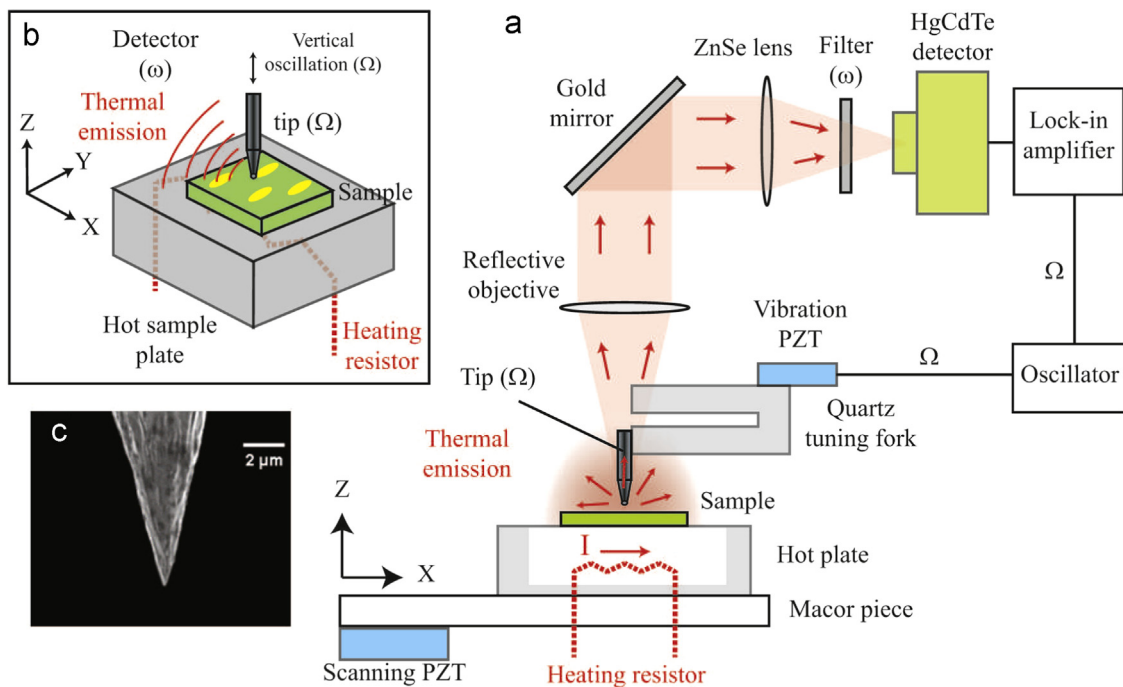 b
Detector
(ω)
Vertical
oscillation (Ω)
Thermal
emission
tip (Ω)
Z
Y
X
Sample
Hot sample
plate
Heating
resistor
c
2 μm
a
ZnSe lens
Filter
(ω)
HgCdTe
detector
Gold
mirror
Lock-in
amplifier
Reflective
objective
Ω
Vibration
PZT
Ω
Oscillator
Tip (Ω)
Quartz
tuning fork
Thermal
emission
Sample
Z
X
I
Hot plate
Macor piece
Scanning PZT
Heating resistor